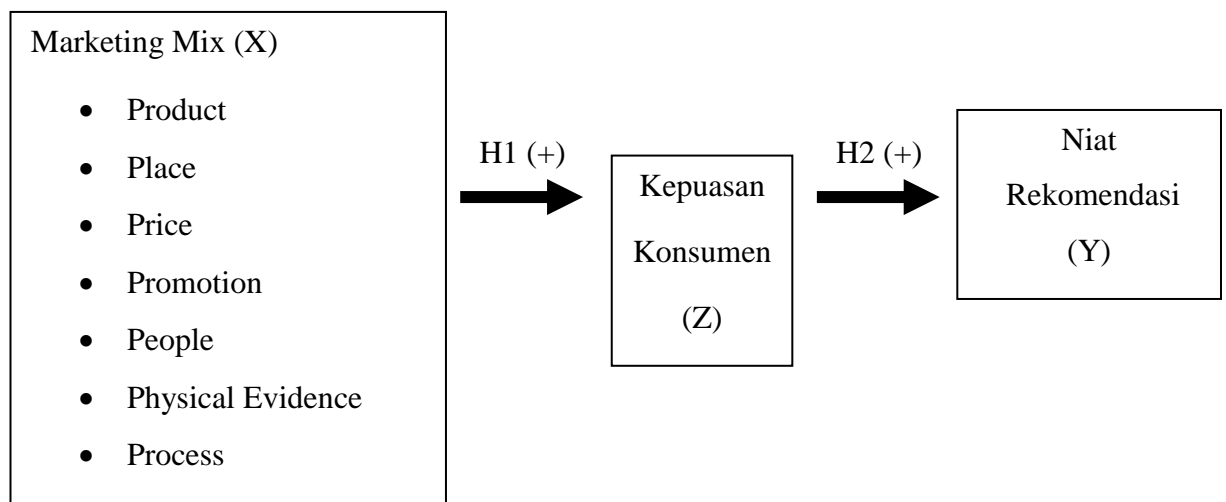 Marketing Mix (X)
• Product
• Place
• Price
• Promotion
• People
• Physical Evidence
• Process
H1 (+)
Kepuasan
Konsumen
(Z)
H2 (+)
Niat
Rekomendasi
(Y)